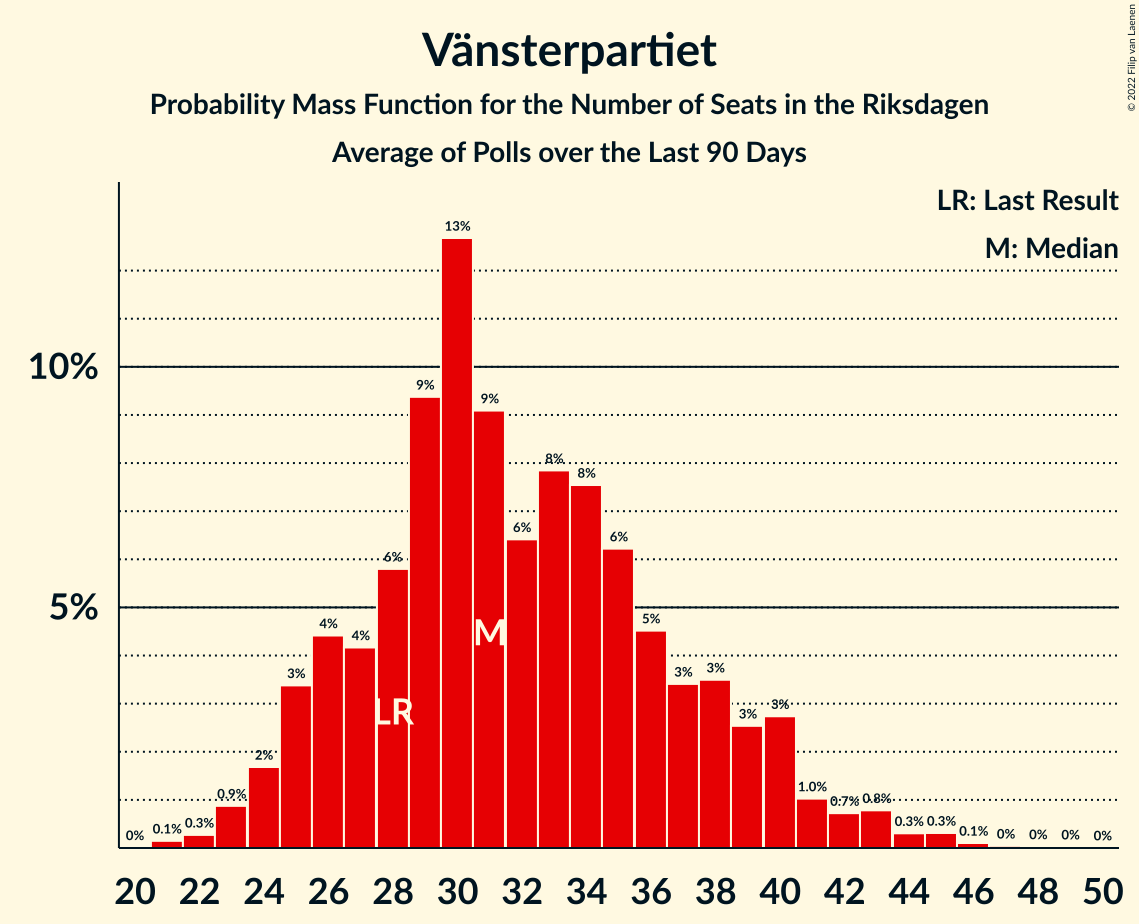 Vänsterpartiet
Probability Mass Function for the Number of Seats in the Riksdagen
Average of Polls over the Last 90 Days
© 2022 Filip van Laenen
LR: Last Result
M: Median
10%
5%
0% 0.1% 0.3% 0.9% 2% 3% 4% 4% 6% 9% 13% 9% 6% 8% 8% 6% 5% 3% 3% 3% 3% 1.0% 0.7% 0.8% 0.3% 0.3% 0.1% 0% 0% 0% 0%
M
LR
20 22 24 26 28 30 32 34 36 38 40 42 44 46 48 50